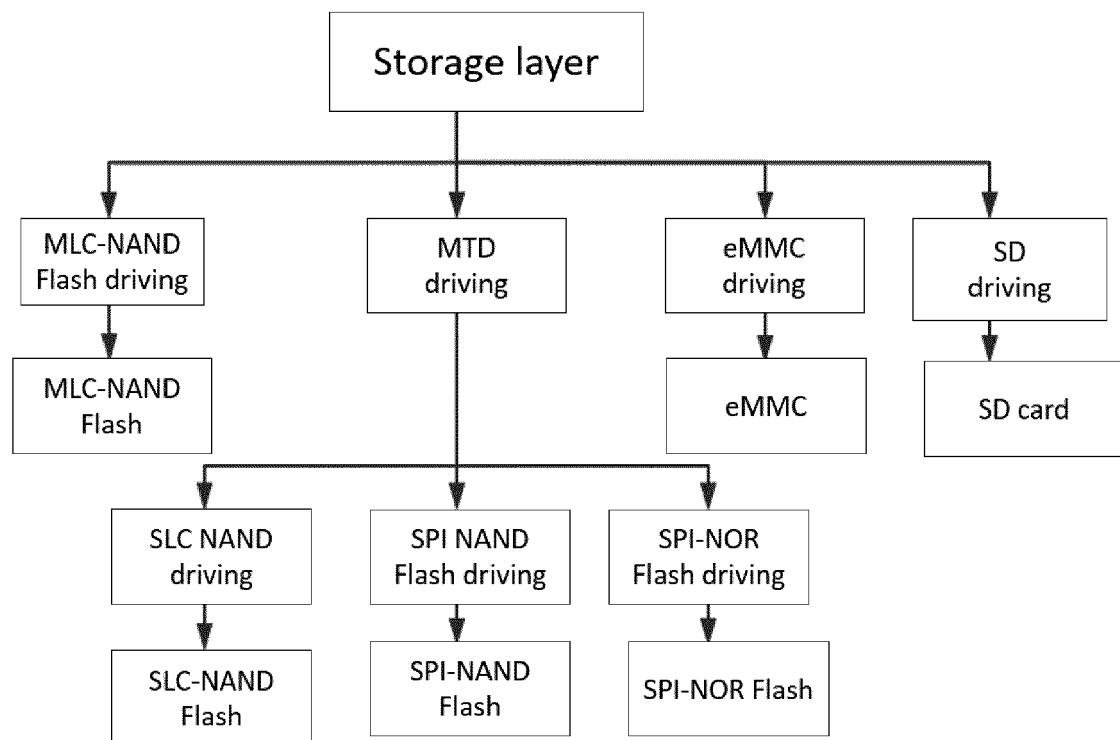 Storage layer
MLC-NAND
Flash driving
MTD
driving
eMMC
driving
SD
driving
MLC-NAND
Flash
eMMC
SD card
SLC NAND
driving
SPI NAND
Flash driving
SPI-NOR
Flash driving
SLC-NAND
Flash
SPI-NAND
Flash
SPI-NOR Flash